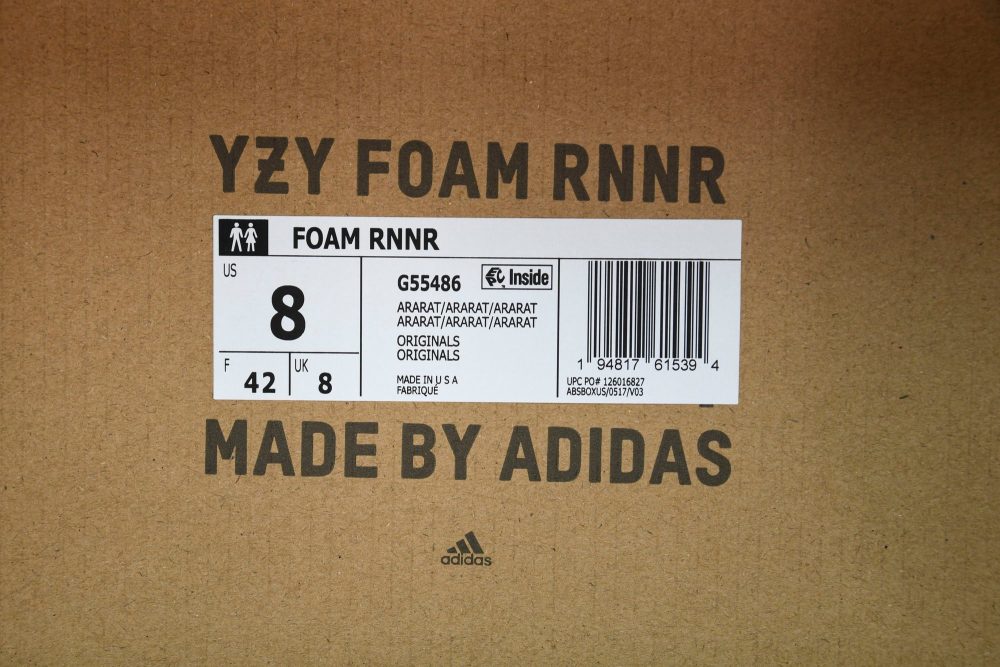 YZY FOAM RNNR
FOAM RNNR
US
8
F
42
UK
8
G55486
Inside
ARARAT/ARARAT/ARARAT
ARARAT/ARARAT/ARARAT
ORIGINALS
ORIGINALS
MADE IN U S A
FABRIQUÉ
1 94817 61539 4
UPC PO# 126016827
ABSBOXUS/0517/V03
MADE BY ADIDAS
adidas